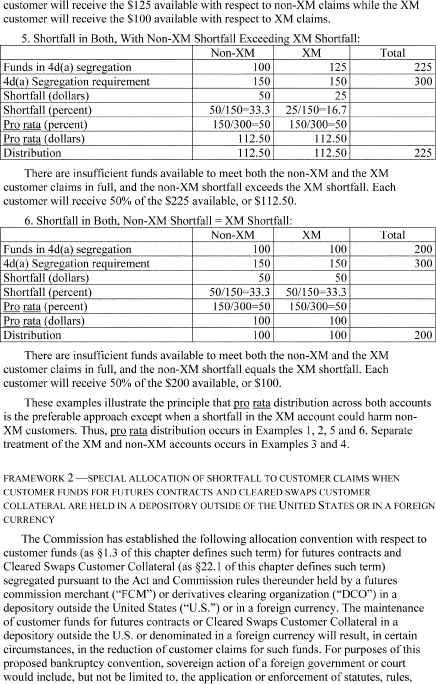 customer will receive the $125 available with respect to non-XM claims while the XM
customer will receive the $100 available with respect to XM claims.
5. Shortfall in Both, With Non-XM Shortfall Exceeding XM Shortfall:
Non-XM XM Total
Funds in 4d(a) segregation 100 125 225
4d(a) Segregation requirement 150 150 300
Shortfall (dollars) 50 25
Shortfall (percent) 50/150=33.3 25/150=16.7
Pro rata (percent) 150/300=50 150/300=50
Pro rata (dollars) 112.50 112.50
Distribution 112.50 112.50 225
There are insufficient funds available to meet both the non-XM and the XM
customer claims in full, and the non-XM shortfall exceeds the XM shortfall. Each
customer will receive 50% of the $225 available, or $112.50.
6. Shortfall in Both, Non-XM Shortfall = XM Shortfall:
Non-XM XM Total
Funds in 4d(a) segregation 100 100 200
4d(a) Segregation requirement 150 150 300
Shortfall (dollars) 50 50
Shortfall (percent) 50/150=33.3 50/150=33.3
Pro rata (percent) 150/300=50 150/300=50
Pro rata (dollars) 100 100
Distribution 100 100 200
There are insufficient funds available to meet both the non-XM and the XM
customer claims in full, and the non-XM shortfall equals the XM shortfall. Each
customer will receive 50% of the $200 available, or $100.
These examples illustrate the principle that pro rata distribution across both accounts
is the preferable approach except when a shortfall in the XM account could harm non-
XM customers. Thus, pro rata distribution occurs in Examples 1, 2, 5 and 6. Separate
treatment of the XM and non-XM accounts occurs in Examples 3 and 4.
FRAMEWORK 2 —SPECIAL ALLOCATION OF SHORTFALL TO CUSTOMER CLAIMS WHEN
CUSTOMER FUNDS FOR FUTURES CONTRACTS AND CLEARED SWAPS CUSTOMER
COLLATERAL ARE HELD IN A DEPOSITORY OUTSIDE OF THE UNITED STATES OR IN A FOREIGN
CURRENCY
The Commission has established the following allocation convention with respect to
customer funds (as §1.3 of this chapter defines such term) for futures contracts and
Cleared Swaps Customer Collateral (as §22.1 of this chapter defines such term)
segregated pursuant to the Act and Commission rules thereunder held by a futures
commission merchant (“FCM”) or derivatives clearing organization (“DCO”) in a
depository outside the United States (“U.S.”) or in a foreign currency. The maintenance
of customer funds for futures contracts or Cleared Swaps Customer Collateral in a
depository outside the U.S. or denominated in a foreign currency will result, in certain
circumstances, in the reduction of customer claims for such funds. For purposes of this
proposed bankruptcy convention, sovereign action of a foreign government or court
would include, but not be limited to, the application or enforcement of statutes, rules,